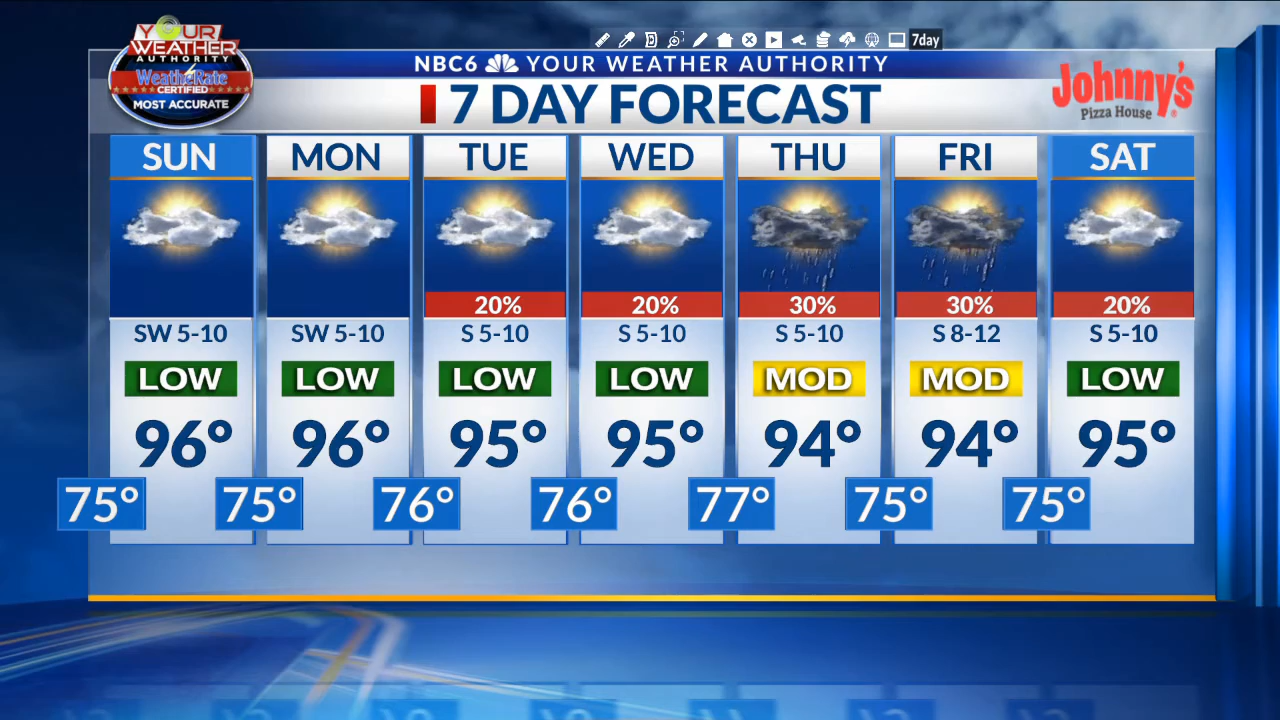 YOUR
WEATHER
AUTHORITY
WeatheRate
CERTIFIED
MOST ACCURATE
7day
NBC6 YOUR WEATHER AUTHORITY
7 DAY FORECAST
Johnny's
Pizza House
SUN MON TUE WED THU FRI SAT
20% 20% 30% 30% 20%
SW 5-10 SW 5-10 S 5-10 S 5-10 S 5-10 S 8-12 S 5-10
LOW LOW LOW LOW MOD MOD LOW
96° 96° 95° 95° 94° 94° 95°
75° 75° 76° 76° 77° 75° 75°